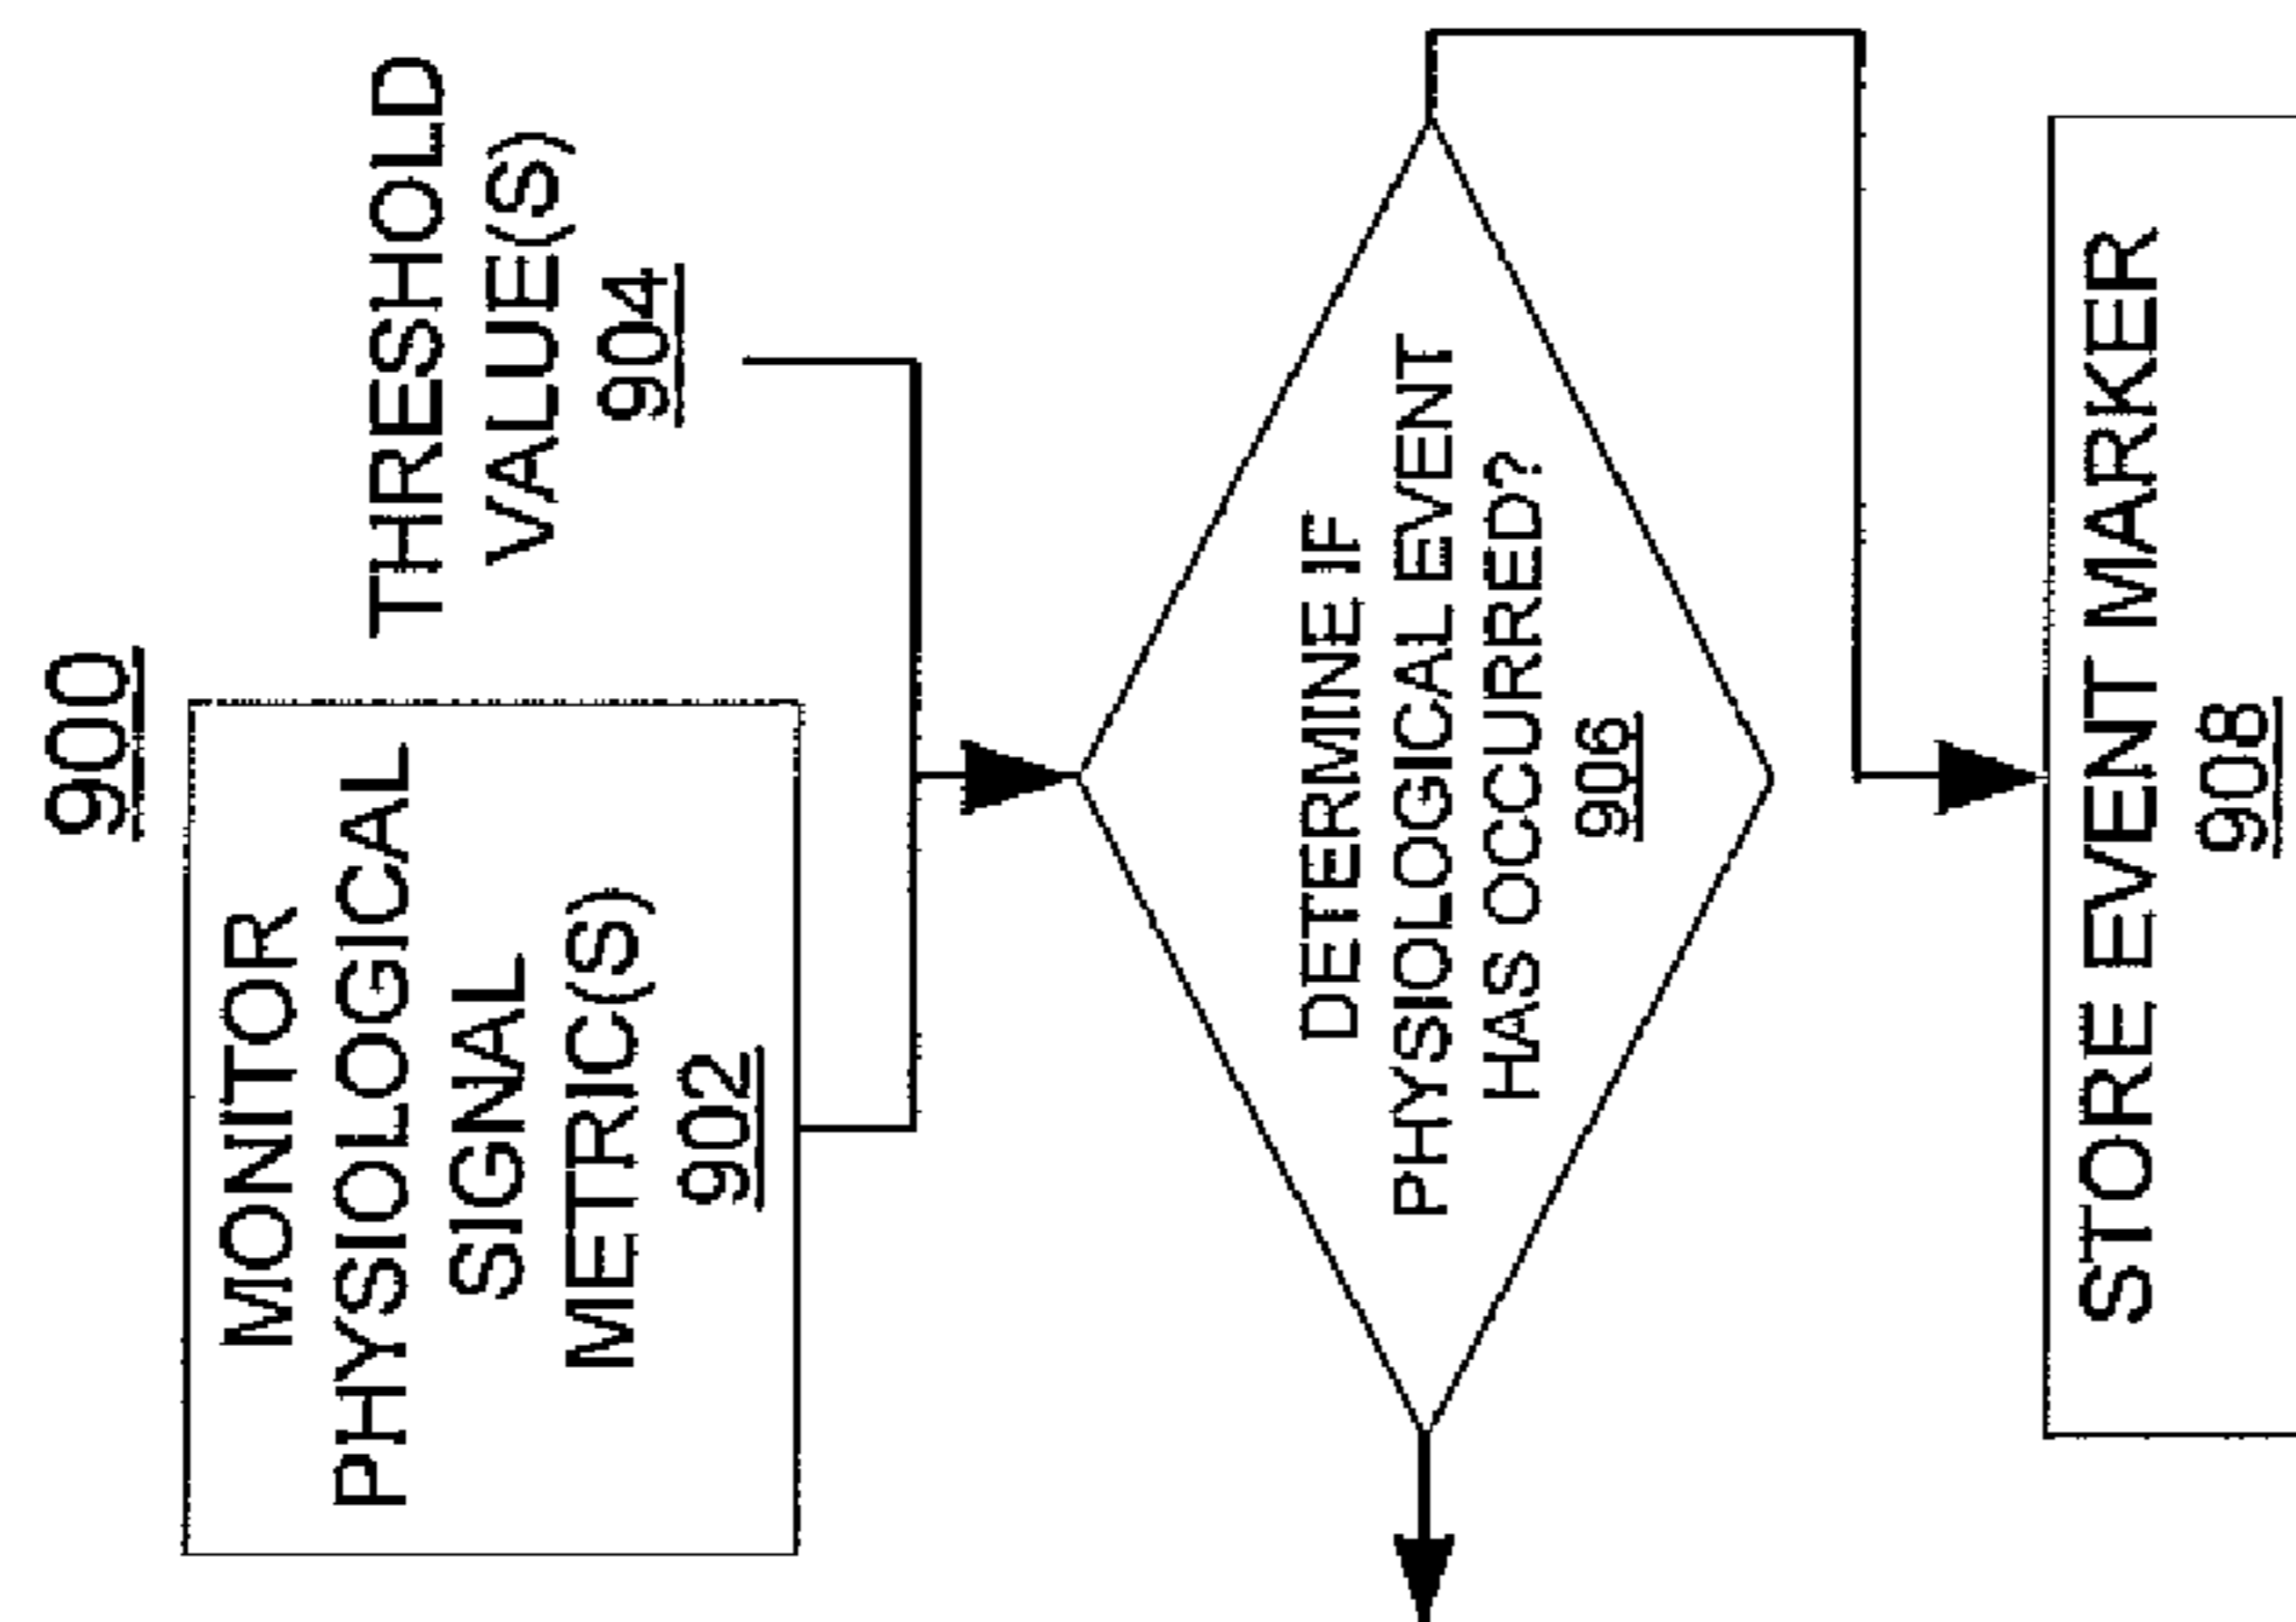 900
MONITOR
PHYSIOLOGICAL
SIGNAL
METRIC(S)
902
THRESHOLD
VALUE(S)
904
DETERMINE IF
PHYSIOLOGICAL EVENT
HAS OCCURRED?
906
STORE EVENT MARKER
908